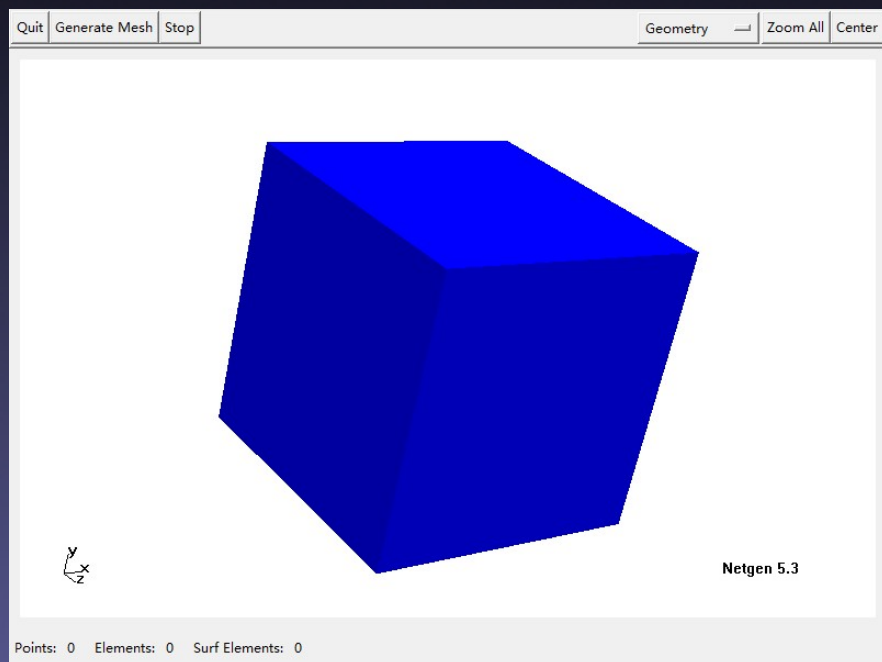 Quit Generate Mesh Stop Geometry Zoom All Center
y
x
z
Netgen 5.3
Points: 0 Elements: 0 Surf Elements: 0